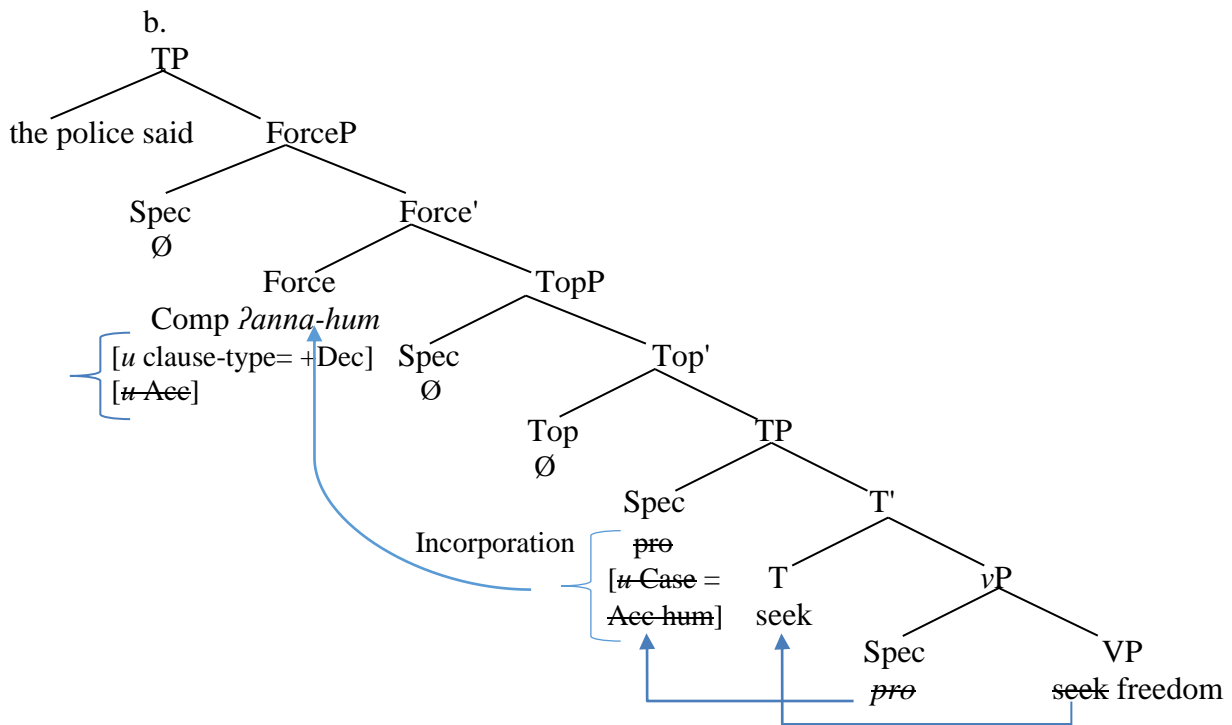 b.
TP
the police said ForceP
Spec Force'
Ø
Force TopP
Comp ʔanna-hum
[u clause-type= +Dec] Spec Top'
[u Acc] Ø
Top TP
Ø
Spec T'
Incorporation pro
[u Case = T vP
Acc hum] seek
Spec VP
pro seek freedom